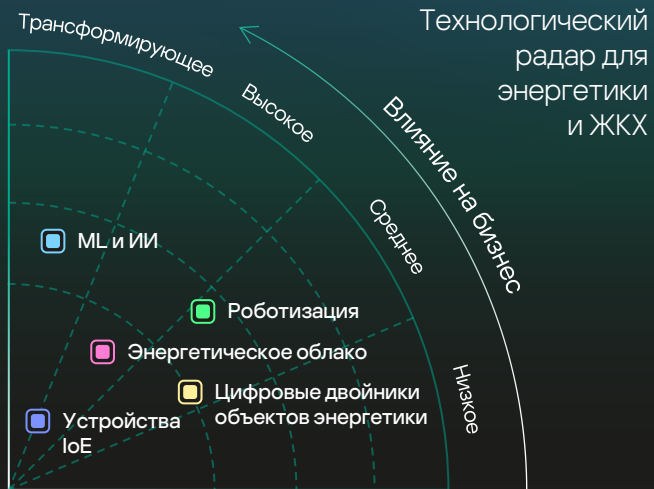 Технологический
радар для
энергетики
и ЖКХ
Трансформирующее
Высокое
Среднее
Низкое
Влияние на бизнес
ML и ИИ
Роботизация
Энергетическое облако
Цифровые двойники
объектов энергетики
Устройства
IoE